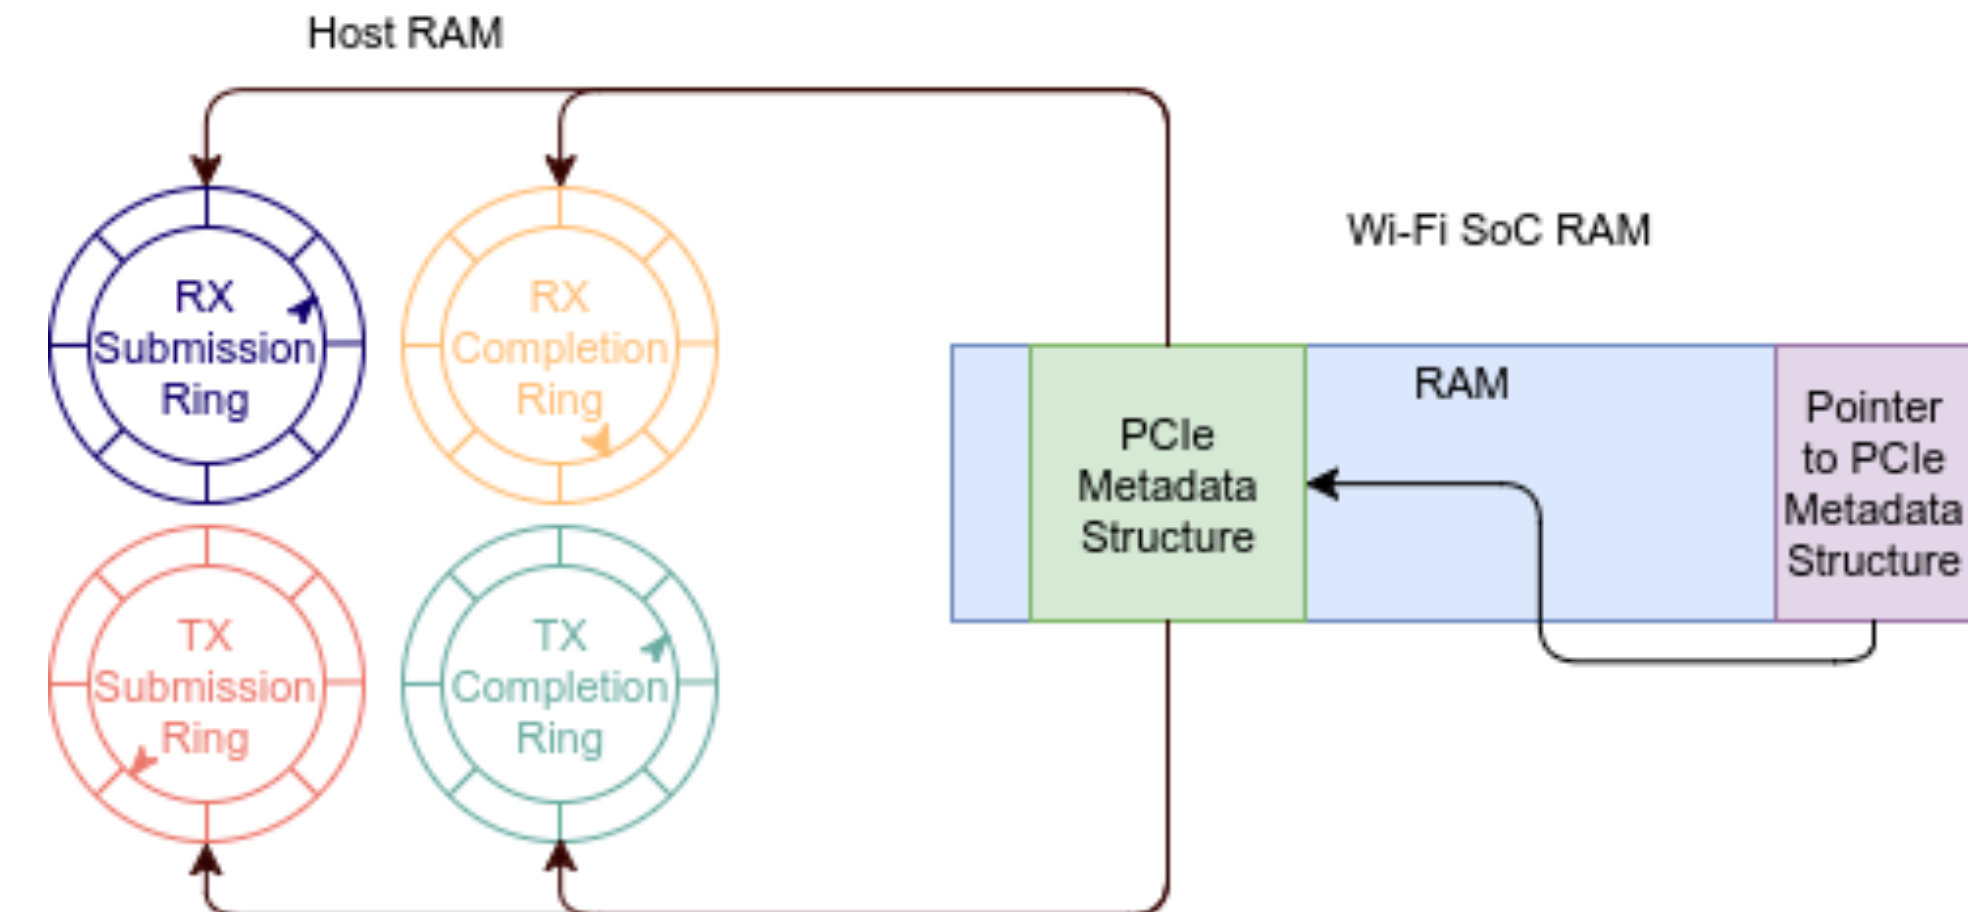 Host RAM
Wi-Fi SoC RAM
RX
Submission
Ring
RX
Completion
Ring
TX
Submission
Ring
TX
Completion
Ring
PCIe
Metadata
Structure
RAM
Pointer
to PCIe
Metadata
Structure